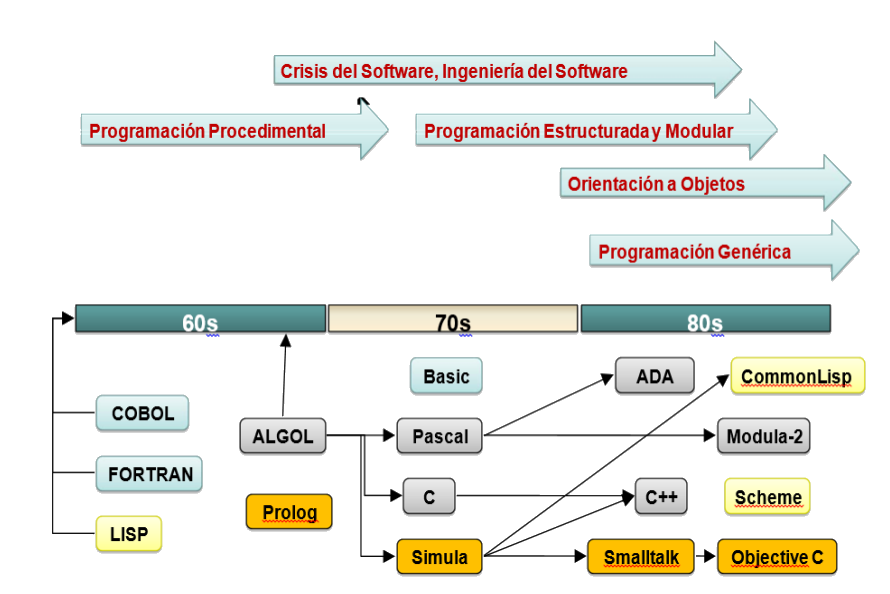 Crisis del Software, Ingeniería del Software
Programación Procedimental
Programación Estructurada y Modular
Orientación a Objetos
Programación Genérica
60s
70s
80s
Basic
ADA
CommonLisp
COBOL
ALGOL
Pascal
Modula-2
FORTRAN
Prolog
C
C++
Scheme
LISP
Simula
Smalltalk
Objective C